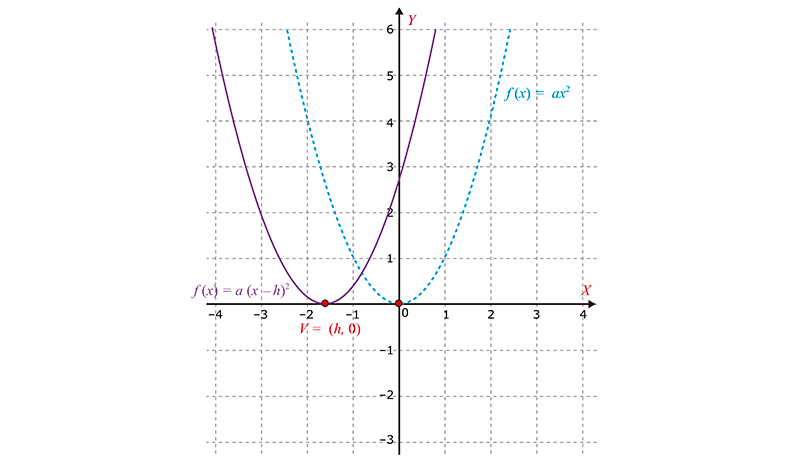 Y
6
5
4
3
2
1
f (x) = ax²
f (x) = a (x – h)²
X
–4 –3 –2 –1 0 1 2 3 4
V = (h, 0)
–1
–2
–3